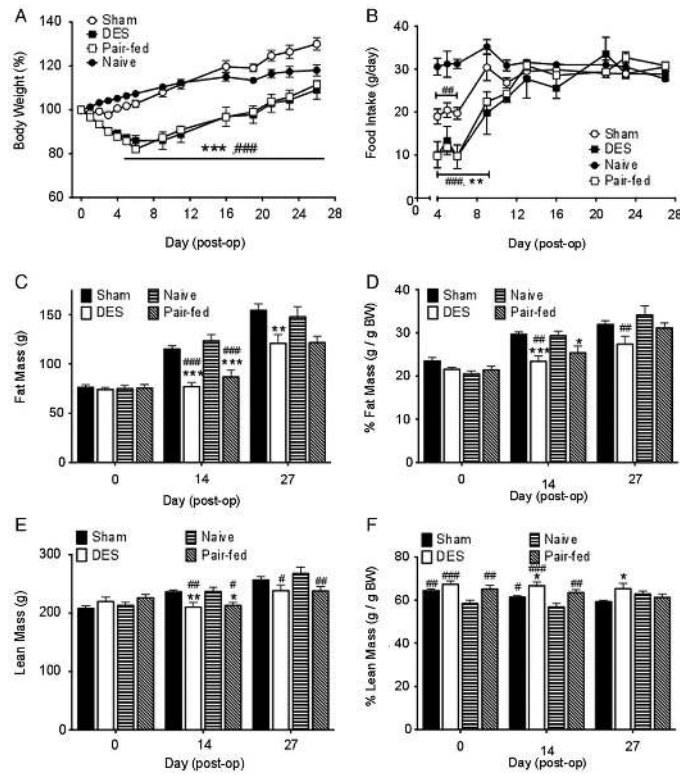 A
Sham
DES
Pair-fed
Naive
Body Weight (%)
140
120
100
80
60
***,###
0 4 8 12 16 20 24 28
Day (post-op)
B
Food Intake (g/day)
40
30
20
10
0
##
###, **
Sham
DES
Naive
Pair-fed
4 8 12 16 20 24 28
Day (post-op)
C
Sham Naive
DES Pair-fed
Fat Mass (g)
150
100
50
0
###
***
###
***
**
0 14 27
Day (post-op)
D
Sham Naive
DES Pair-fed
% Fat Mass (g / g BW)
40
20
0
##
***
*
##
0 14 27
Day (post-op)
E
Sham Naive
DES Pair-fed
Lean Mass (g)
300
200
100
0
##
**
#
*
#
##
0 14 27
Day (post-op)
F
Sham Naive
DES Pair-fed
% Lean Mass (g / g BW)
80
60
40
20
0
## ### ##
#
###
*
##
*
0 14 27
Day (post-op)